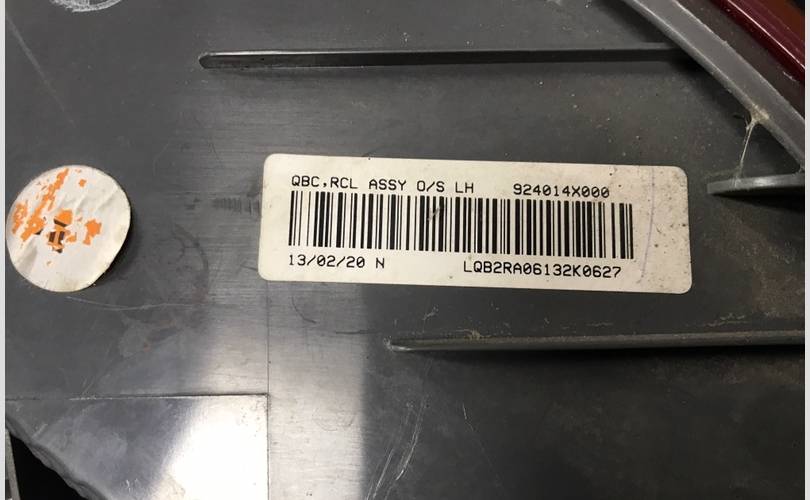 QBC,RCL ASSY O/S LH 924014X000
13/02/20 N LQB2RA06132K0627